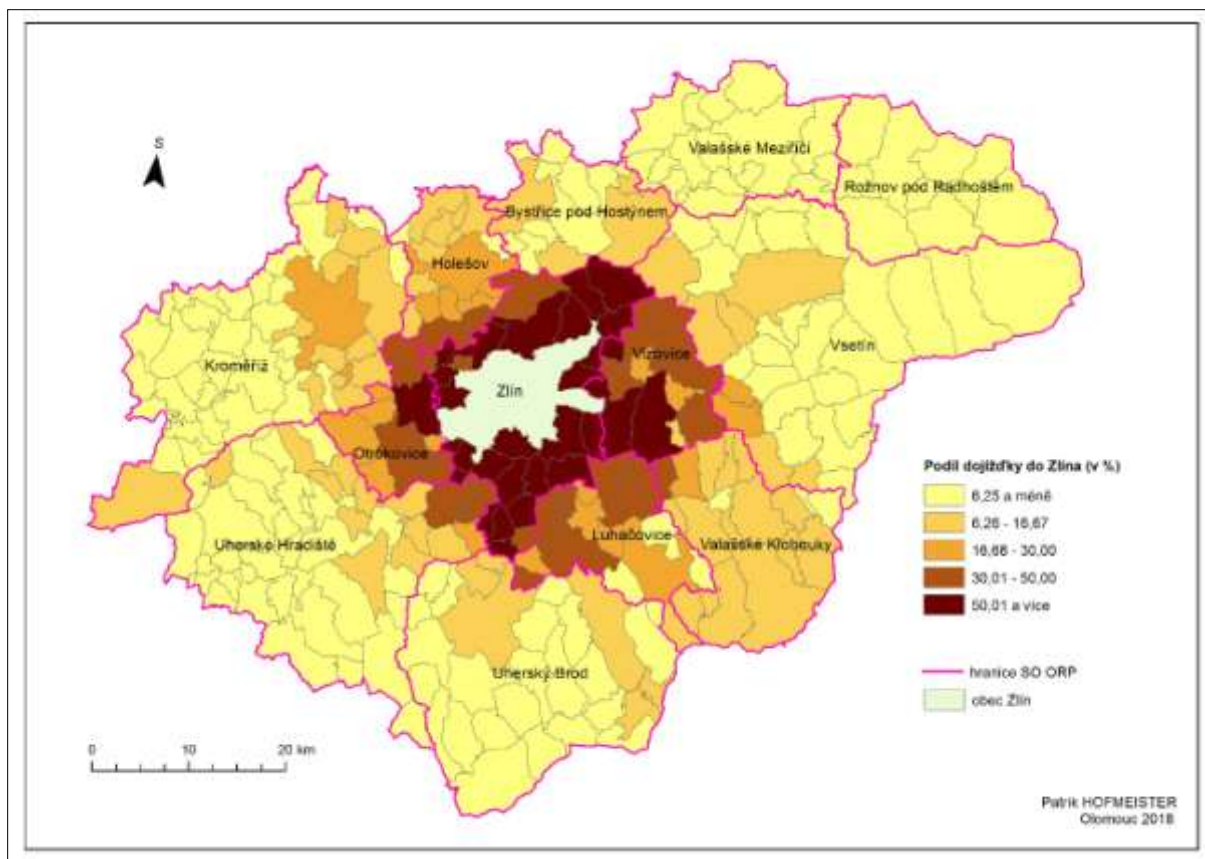 S
Valašské Meziříčí
Rožnov pod Radhoštěm
Bystřice pod Hostýnem
Holešov
Kroměříž
Vizovice
Vsetín
Zlín
Otrokovice
Luhačovice
Valašské Klobouky
Uherské Hradiště
Uherský Brod
Podíl dojížďky do Zlína (v %)
6,25 a méně
6,26 - 16,67
16,68 - 30,00
30,01 - 50,00
50,01 a více
hranice SO ORP
obec Zlín
0 10 20 km
Patrik HOFMEISTER
Olomouc 2018